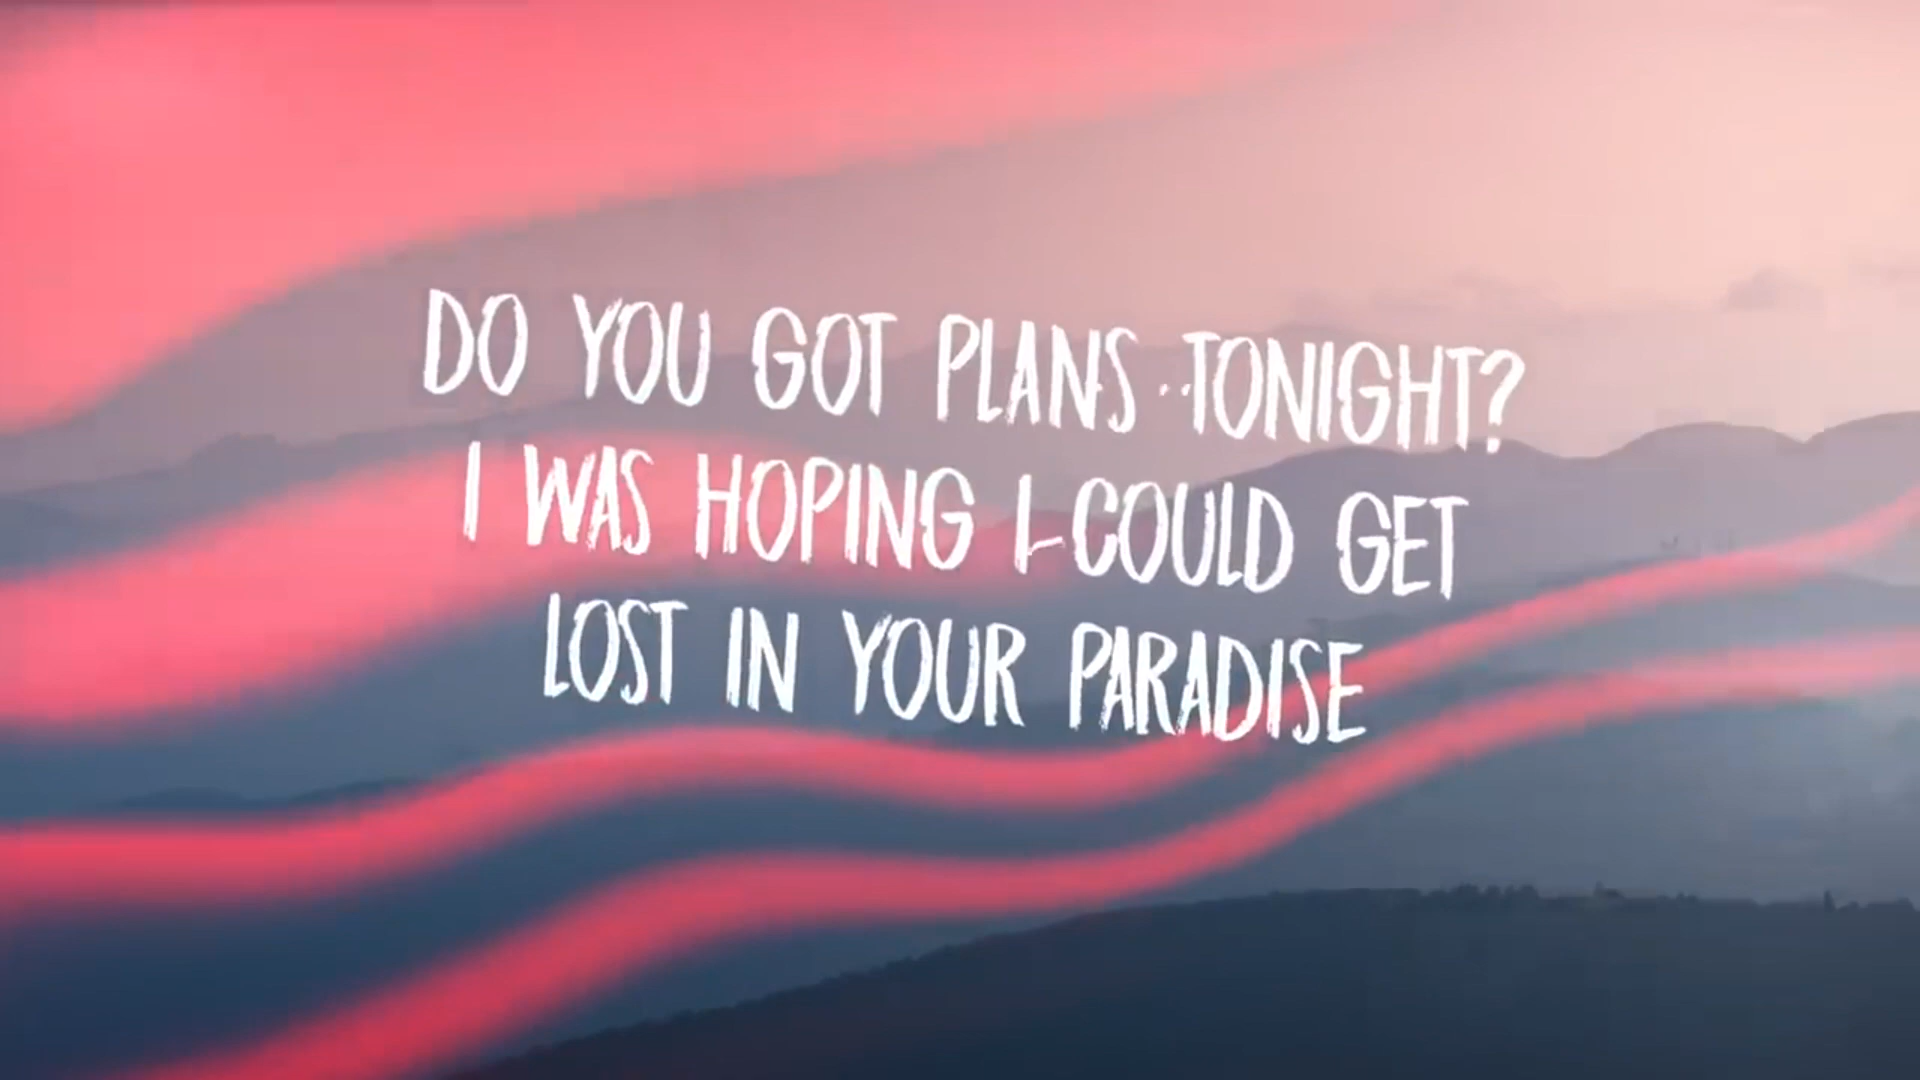 DO YOU GOT PLANS TONIGHT?
I WAS HOPING I COULD GET
LOST IN YOUR PARADISE